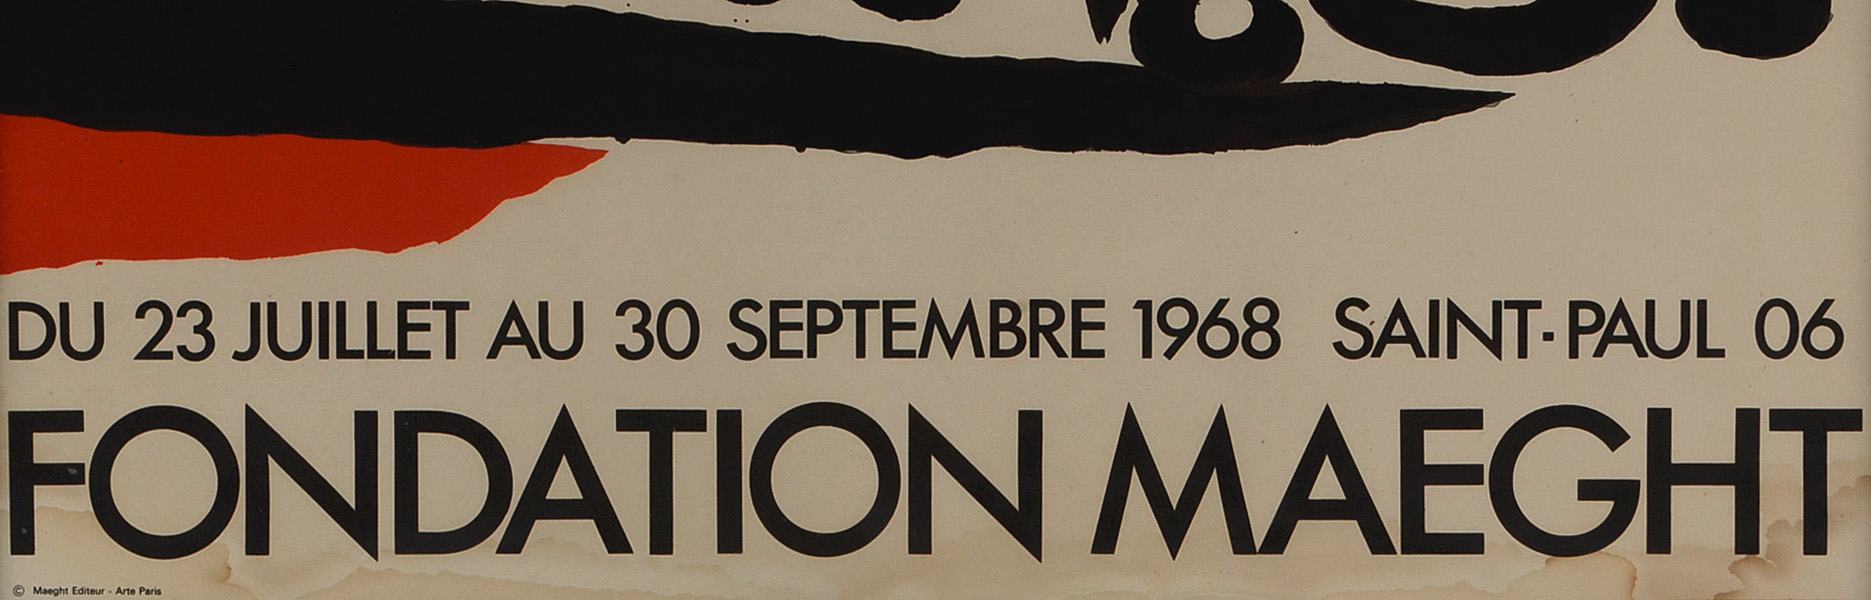 DU 23 JUILLET AU 30 SEPTEMBRE 1968 SAINT-PAUL 06
FONDATION MAEGHT
© Maeght Editeur - Arte Paris